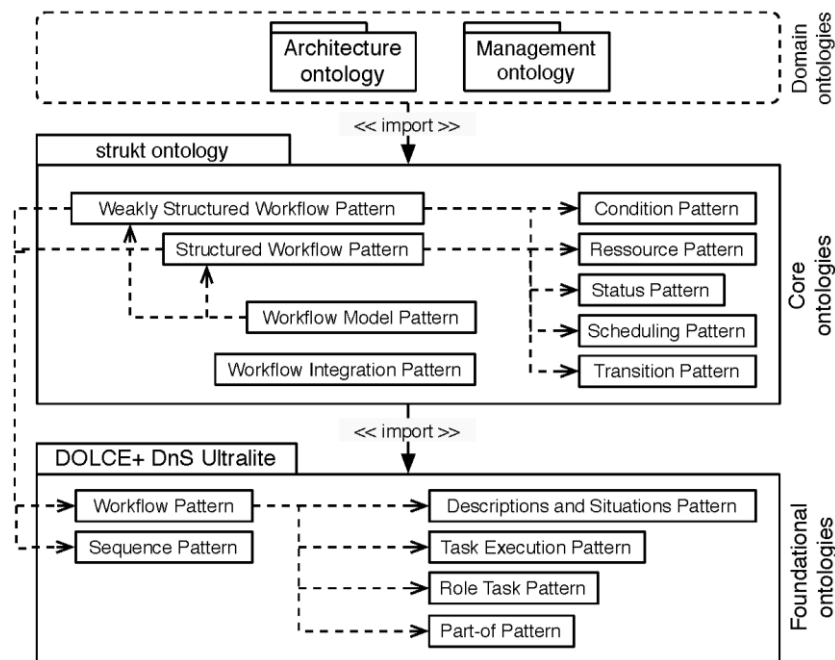 Architecture
ontology
Management
ontology
Domain
ontologies
<< import >>
strukt ontology
Weakly Structured Workflow Pattern
Structured Workflow Pattern
Workflow Model Pattern
Workflow Integration Pattern
Condition Pattern
Ressource Pattern
Status Pattern
Scheduling Pattern
Transition Pattern
Core
ontologies
<< import >>
DOLCE+ DnS Ultralite
Workflow Pattern
Sequence Pattern
Descriptions and Situations Pattern
Task Execution Pattern
Role Task Pattern
Part-of Pattern
Foundational
ontologies